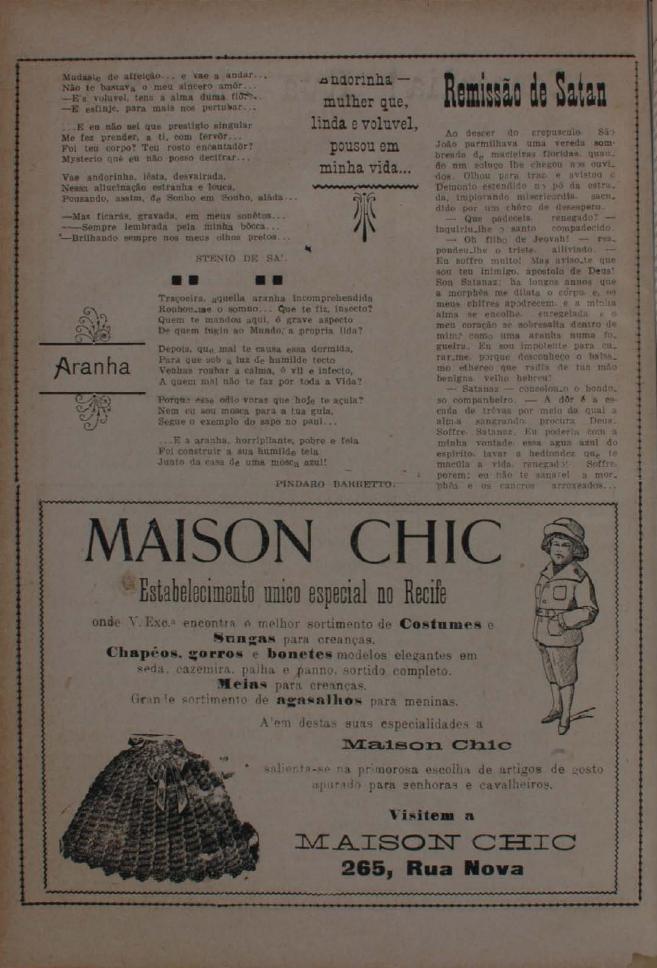 Mudaste de affeição... e vae a andar...
Não te bastava o meu sincero amôr...
—E's voluvel, tens a alma duma flôr...
—E esfinje, para mais nos perturbar...
...E eu não sei que prestigio singular
Me fez prender, a ti, com fervôr...
Foi teu corpo? Teu rosto encantadôr?
Mysterio que eu não posso decifrar...
Vae andorinha, lésta, desvairada,
Nessa allucinação estranha e louca,
Pousando, assim, de Sonho em Sonho, aláda...
—Mas ficarás, gravada, em meus sonêtos...
—Sempre lembrada pela minha bôcca...
—Brilhando sempre nos meus olhos pretos...
STENIO DE SA'.
Andorinha —
mulher que,
linda e voluvel,
pousou em
minha vida...
Aranha
Traçoeira, aquella aranha incomprehendida
Roubou-me o somno... Que te fiz, insecto?
Quem te mandou aqui, ó grave aspecto
De quem fugiu ao Mundo, a propria lida?
Depois, que mal te causa essa dormida,
Para que sob a luz de humilde tecto
Venhas roubar a calma, ó vil e infecto,
A quem mal não te faz por toda a Vida?
Porque esse odio voraz que hoje te açula?
Nem eu sou mosca para a tua gula,
Segue o exemplo do sapo no paul...
...E a aranha, horripilante, pobre e feia
Foi construir a sua humilde teia
Junto da casa de uma mosca azul!
PINDARO BARRETTO.
Remissão de Satan
Ao descer do crepusculo São
João parmilhava uma vereda som-
breada de macieiras floridas, quan-
do um soluço lhe chegou aos ouvi-
dos. Olhou para traz e avistou o
Demonio estendido no pó da estra-
da, implorando misericordia, sacu-
dido por um chôro de desespero.
— Que padeceis, renegado? —
inquiriu-lhe o santo compadecido.
— Oh filho de Jeovah! — res-
pondeu-lhe o triste, alliviado. —
Eu soffro muito! Mas aviso-te que
sou teu inimigo, apostolo de Deus!
Sou Satanaz; ha longos annos que
a morphéa me dilata o córpo e, os
meus chifres apodrecem, e a minha
alma se encolhe, enregelada e o
meu coração se sobresalta dentro de
mim, como uma aranha numa fo-
gueira. Eu sou impotente para cu-
rar-me, porque desconheço o balsa-
mo ethereo que radia de tua mão
benigna, velho hebreu!
— Satanaz — consolou-o o bondo-
so companheiro. — A dôr é a es-
cada de trévas por meio da qual a
alma sangrando procura Deus.
Soffre, Satanaz. Eu poderia com a
minha vontade, essa agua azul do
espirito, lavar a hediondez que te
macúla a vida, renegado! Soffre,
porem; eu não te sanarei a mor-
phéa e os cancros arroxeados...
MAISON CHIC
Estabelecimento unico especial no Recife
onde V. Exc.ª encontra o melhor sortimento de Costumes e
Sungas para creanças.
Chapéos, gorros e bonetes modelos elegantes em
seda, cazemira, palha e panno, sortido completo.
Meias para creanças.
Grande sortimento de agasalhos para meninas.
A'em destas suas especialidades a
Maison Chic
salienta-se na primorosa escolha de artigos de gosto
apurado para senhoras e cavalheiros.
Visitem a
MAISON CHIC
265, Rua Nova